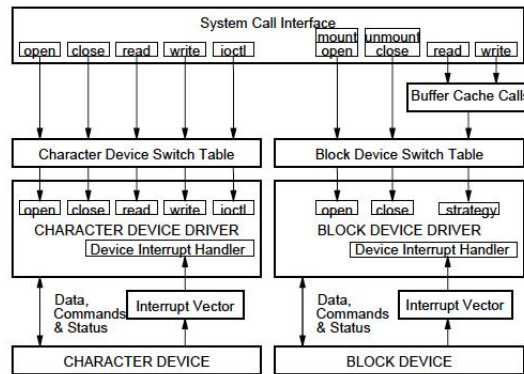 System Call Interface
mount unmount
open close read write ioctl open close read write
Buffer Cache Calls
Character Device Switch Table Block Device Switch Table
open close read write ioctl open close strategy
CHARACTER DEVICE DRIVER BLOCK DEVICE DRIVER
Device Interrupt Handler Device Interrupt Handler
Data,
Commands
& Status
Interrupt Vector
Data,
Commands
& Status
Interrupt Vector
CHARACTER DEVICE BLOCK DEVICE